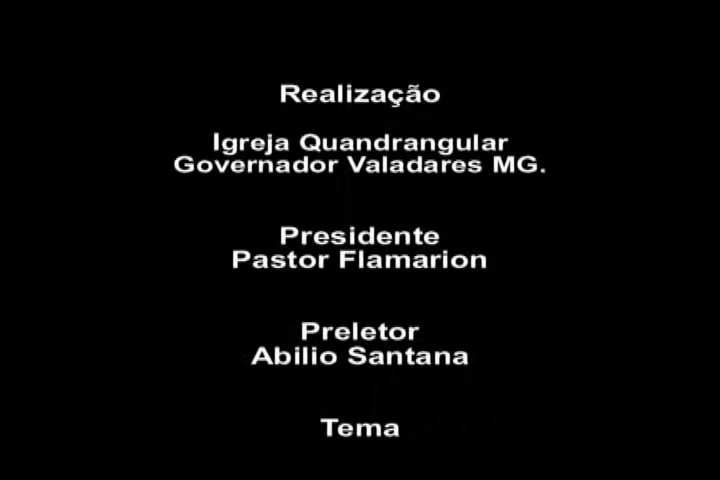 Realização
Igreja Quandrangular
Governador Valadares MG.
Presidente
Pastor Flamarion
Preletor
Abilio Santana
Tema